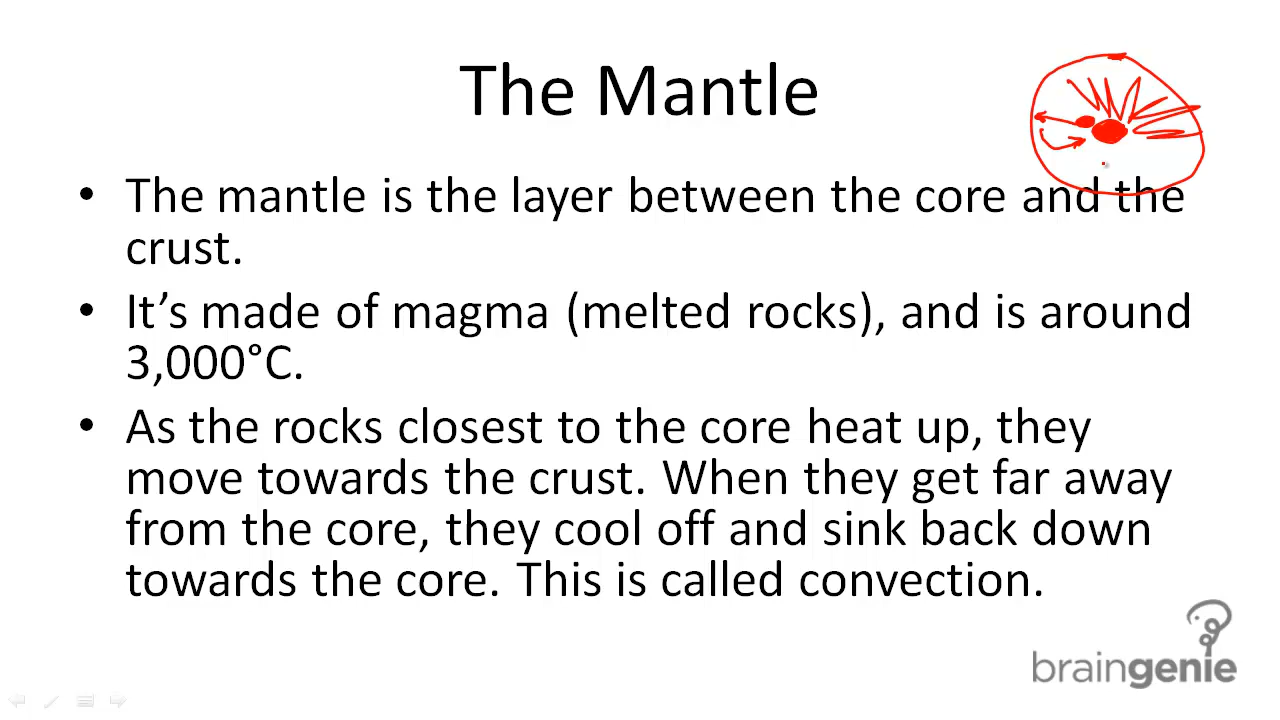 The Mantle
• The mantle is the layer between the core and the
crust.
• It’s made of magma (melted rocks), and is around
3,000°C.
• As the rocks closest to the core heat up, they
move towards the crust. When they get far away
from the core, they cool off and sink back down
towards the core. This is called convection.
braingenie